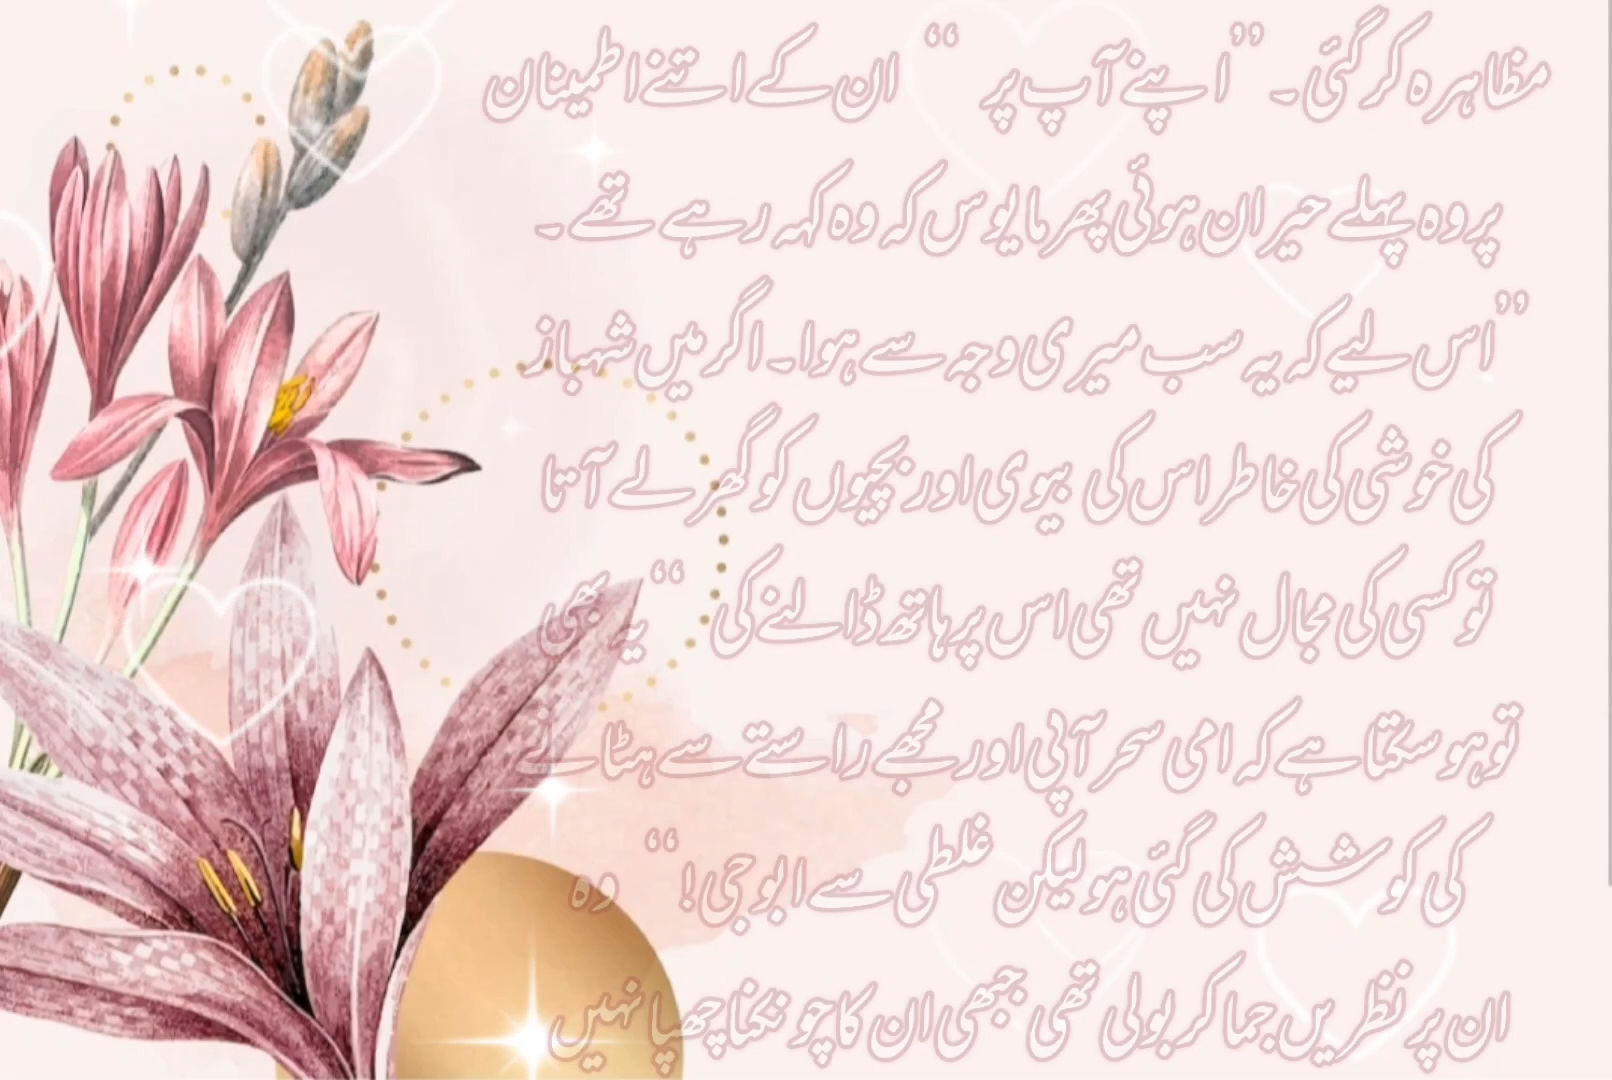 مظاہرہ کر گئی۔ ”اپنے آپ پر“ ان کے اتنے اطمینان
پر وہ پہلے حیران ہوئی پھر مایوس کہ وہ کہہ رہے تھے۔
”اس لیے کہ یہ سب میری وجہ سے ہوا۔ اگر میں شہباز
کی خوشی کی خاطر اس کی بیوی اور بچیوں کو گھر لے آتا
تو کسی کی مجال نہیں تھی اس پر ہاتھ ڈالنے کی“ یہ بھی
تو ہو سکتا ہے کہ امی سحر آپی اور مجھے راستے سے ہٹانے
کی کوشش کی گئی ہو لیکن غلطی سے ابو جی!“ وہ
ان پر نظریں جما کر بولی تھی جبھی ان کا چونکنا چھپا نہیں